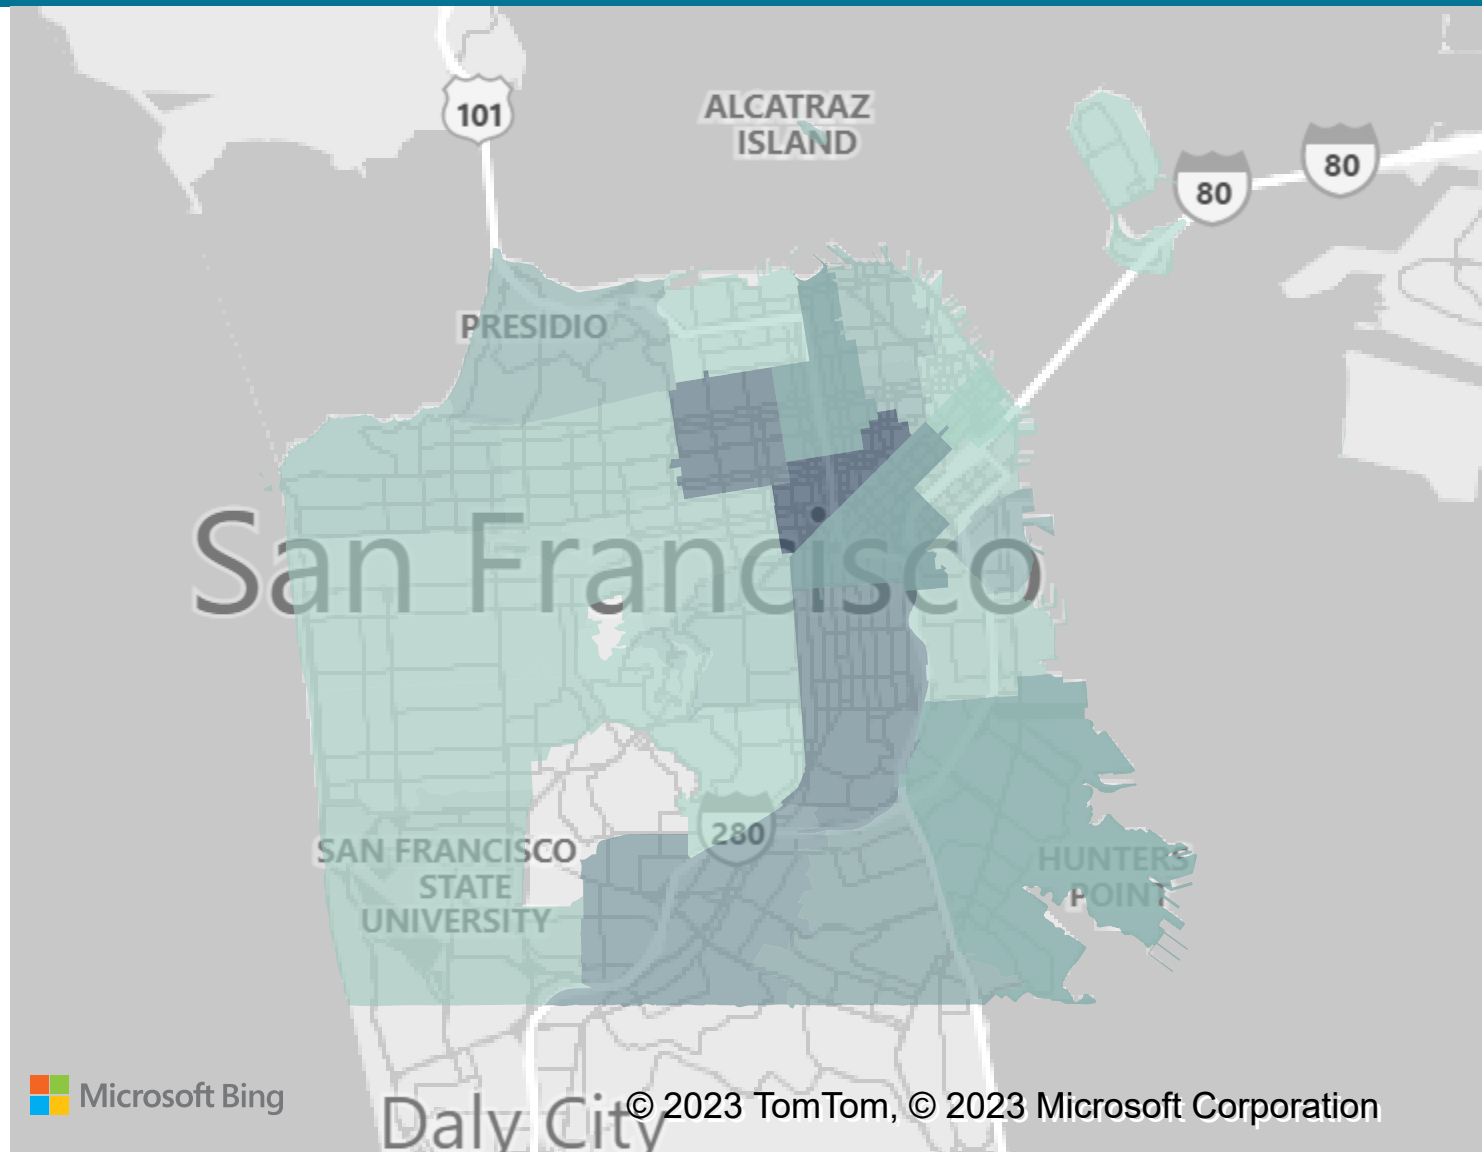 101
ALCATRAZ
ISLAND
80
80
PRESIDIO
San Francisco
280
SAN FRANCISCO
STATE
UNIVERSITY
HUNTERS
POINT
Microsoft Bing
Daly City
© 2023 TomTom, © 2023 Microsoft Corporation